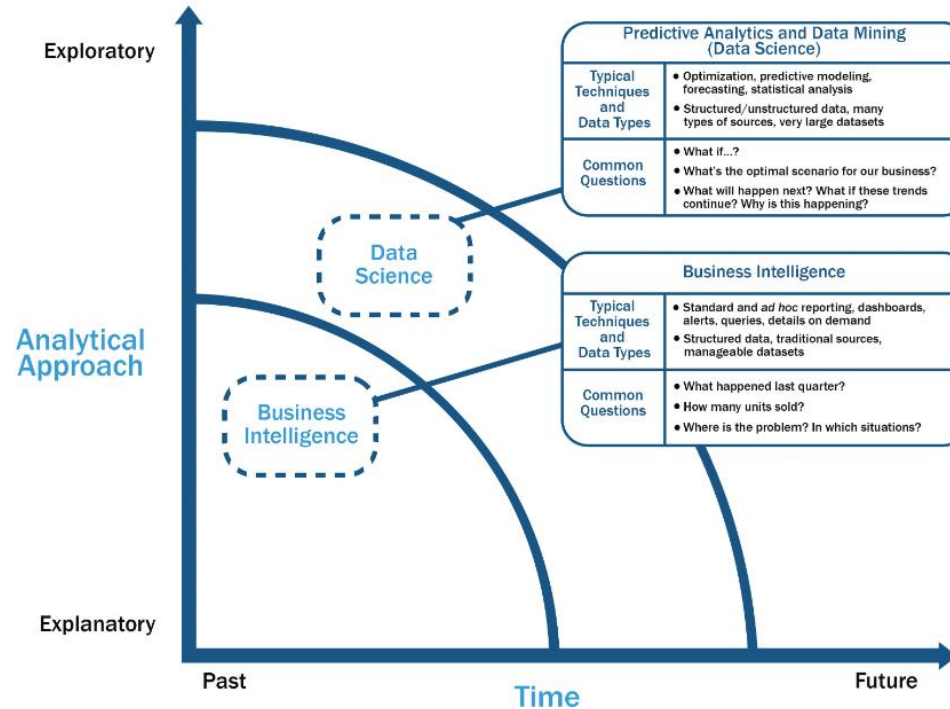 Exploratory
Predictive Analytics and Data Mining
(Data Science)
Typical
Techniques
and
Data Types
• Optimization, predictive modeling,
forecasting, statistical analysis
• Structured/unstructured data, many
types of sources, very large datasets
Common
Questions
• What if...?
• What's the optimal scenario for our business?
• What will happen next? What if these trends
continue? Why is this happening?
Data
Science
Business Intelligence
Typical
Techniques
and
Data Types
• Standard and ad hoc reporting, dashboards,
alerts, queries, details on demand
• Structured data, traditional sources,
manageable datasets
Common
Questions
• What happened last quarter?
• How many units sold?
• Where is the problem? In which situations?
Analytical
Approach
Business
Intelligence
Explanatory
Past
Time
Future